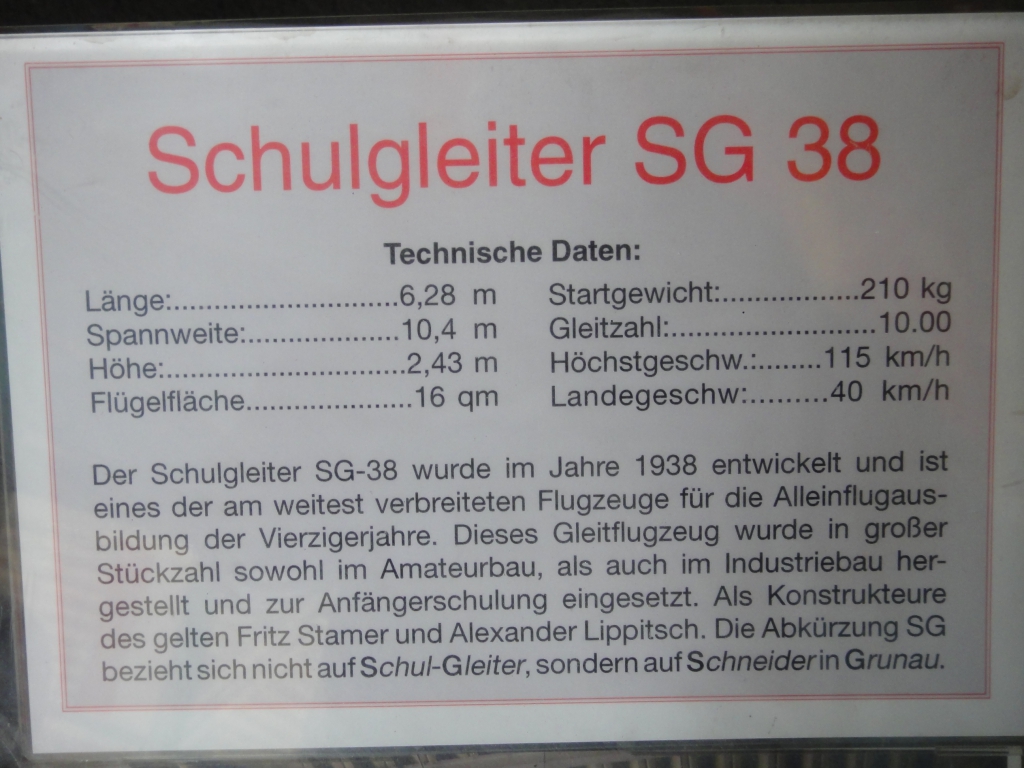 Schulgleiter SG 38
Technische Daten:
Länge:............................6,28 m
Spannweite:...................10,4 m
Höhe:..............................2,43 m
Flügelfläche.....................16 qm
Startgewicht:.................210 kg
Gleitzahl:..........................10.00
Höchstgeschw.:........115 km/h
Landegeschw:.........40 km/h
Der Schulgleiter SG-38 wurde im Jahre 1938 entwickelt und ist
eines der am weitest verbreiteten Flugzeuge für die Alleinflugaus-
bildung der Vierzigerjahre. Dieses Gleitflugzeug wurde in großer
Stückzahl sowohl im Amateurbau, als auch im Industriebau her-
gestellt und zur Anfängerschulung eingesetzt. Als Konstrukteure
des gelten Fritz Stamer und Alexander Lippitsch. Die Abkürzung SG
bezieht sich nicht auf Schul-Gleiter, sondern auf Schneider in Grunau.